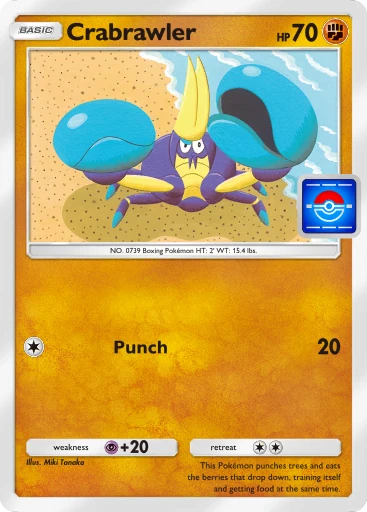 BASIC Crabrawler HP 70
NO. 0739 Boxing Pokémon HT: 2' WT: 15.4 lbs.
Punch 20
weakness +20 retreat
Illus. Miki Tanaka
This Pokémon punches trees and eats
the berries that drop down, training itself
and getting food at the same time.